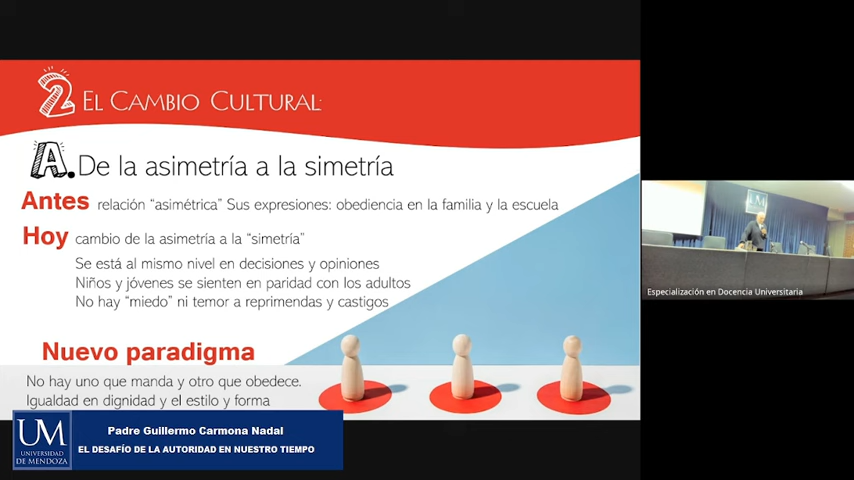 2 EL CAMBIO CULTURAL:
A. De la asimetría a la simetría
Antes relación “asimétrica” Sus expresiones: obediencia en la familia y la escuela
Hoy cambio de la asimetría a la “simetría”
Se está al mismo nivel en decisiones y opiniones
Niños y jóvenes se sienten en paridad con los adultos
No hay “miedo” ni temor a reprimendas y castigos
Nuevo paradigma
No hay uno que manda y otro que obedece.
Igualdad en dignidad y el estilo y forma
UM
UNIVERSIDAD
DE MENDOZA
Padre Guillermo Carmona Nadal
EL DESAFÍO DE LA AUTORIDAD EN NUESTRO TIEMPO
UM
Especialización en Docencia Universitaria